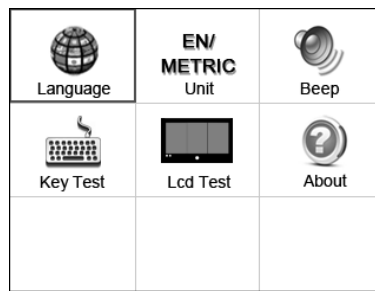 EN/
METRIC
Language
Unit
Beep
Key Test
Lcd Test
About